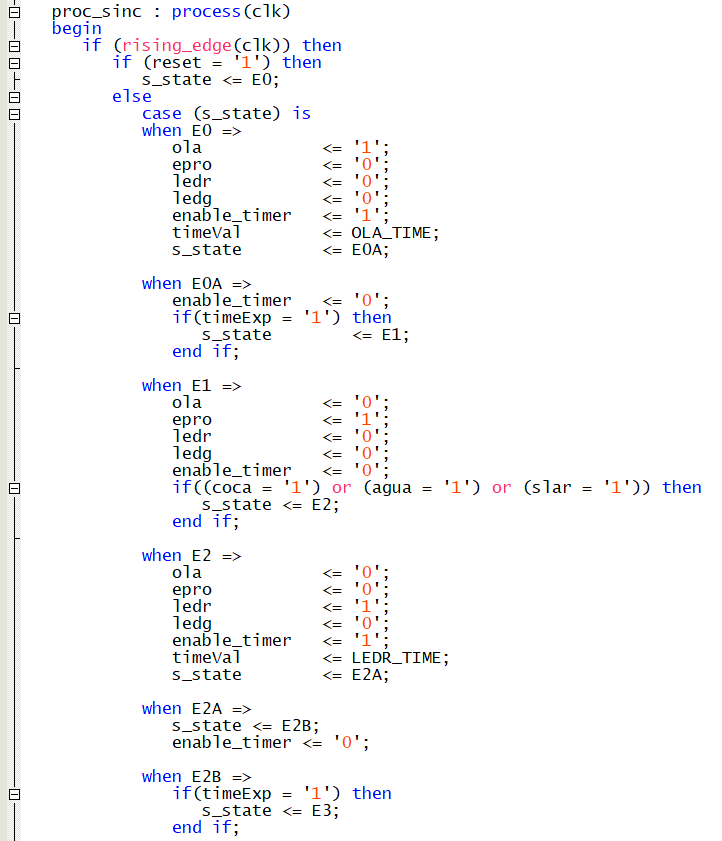 proc_sinc : process(clk)
begin
if (rising_edge(clk)) then
if (reset = '1') then
s_state <= E0;
else
case (s_state) is
when E0 =>
ola <= '1';
epro <= '0';
ledr <= '0';
ledg <= '0';
enable_timer <= '1';
timeVal <= OLA_TIME;
s_state <= E0A;
when E0A =>
enable_timer <= '0';
if(timeExp = '1') then
s_state <= E1;
end if;
when E1 =>
ola <= '0';
epro <= '1';
ledr <= '0';
ledg <= '0';
enable_timer <= '0';
if((coca = '1') or (agua = '1') or (slar = '1')) then
s_state <= E2;
end if;
when E2 =>
ola <= '0';
epro <= '0';
ledr <= '1';
ledg <= '0';
enable_timer <= '1';
timeVal <= LEDR_TIME;
s_state <= E2A;
when E2A =>
s_state <= E2B;
enable_timer <= '0';
when E2B =>
if(timeExp = '1') then
s_state <= E3;
end if;